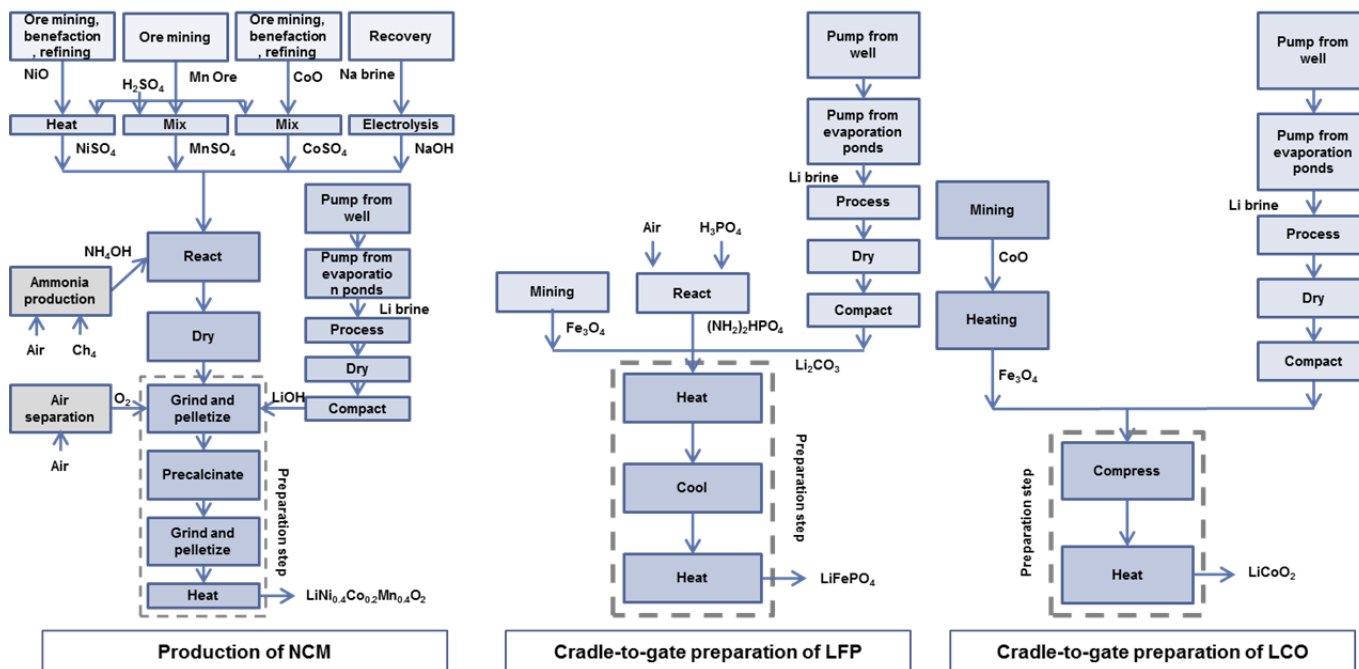 Ore mining,
benefaction
, refining
Ore mining
Ore mining,
benefaction
, refining
Recovery
NiO
H₂SO₄
Mn Ore
CoO
Na brine
Heat
Mix
Mix
Electrolysis
NiSO₄
MnSO₄
CoSO₄
NaOH
Pump from
well
NH₄OH
React
Pump from
evaporatio
n ponds
Ammonia
production
Li brine
Process
Air
Ch₄
Dry
Dry
Air
separation
O₂
Grind and
pelletize
LiOH
Compact
Air
Precalcinate
Preparation step
Grind and
pelletize
Heat
LiNi₀.₄Co₀.₂Mn₀.₄O₂
Production of NCM
Pump from
well
Pump from
evaporation
ponds
Li brine
Process
Air
H₃PO₄
Dry
Mining
React
Compact
Fe₃O₄
(NH₂)₂HPO₄
Li₂CO₃
Heat
Preparation step
Cool
Heat
LiFePO₄
Cradle-to-gate preparation of LFP
Pump from
well
Pump from
evaporation
ponds
Li brine
Mining
Process
CoO
Dry
Heating
Compact
Fe₃O₄
Compress
Preparation step
Heat
LiCoO₂
Cradle-to-gate preparation of LCO